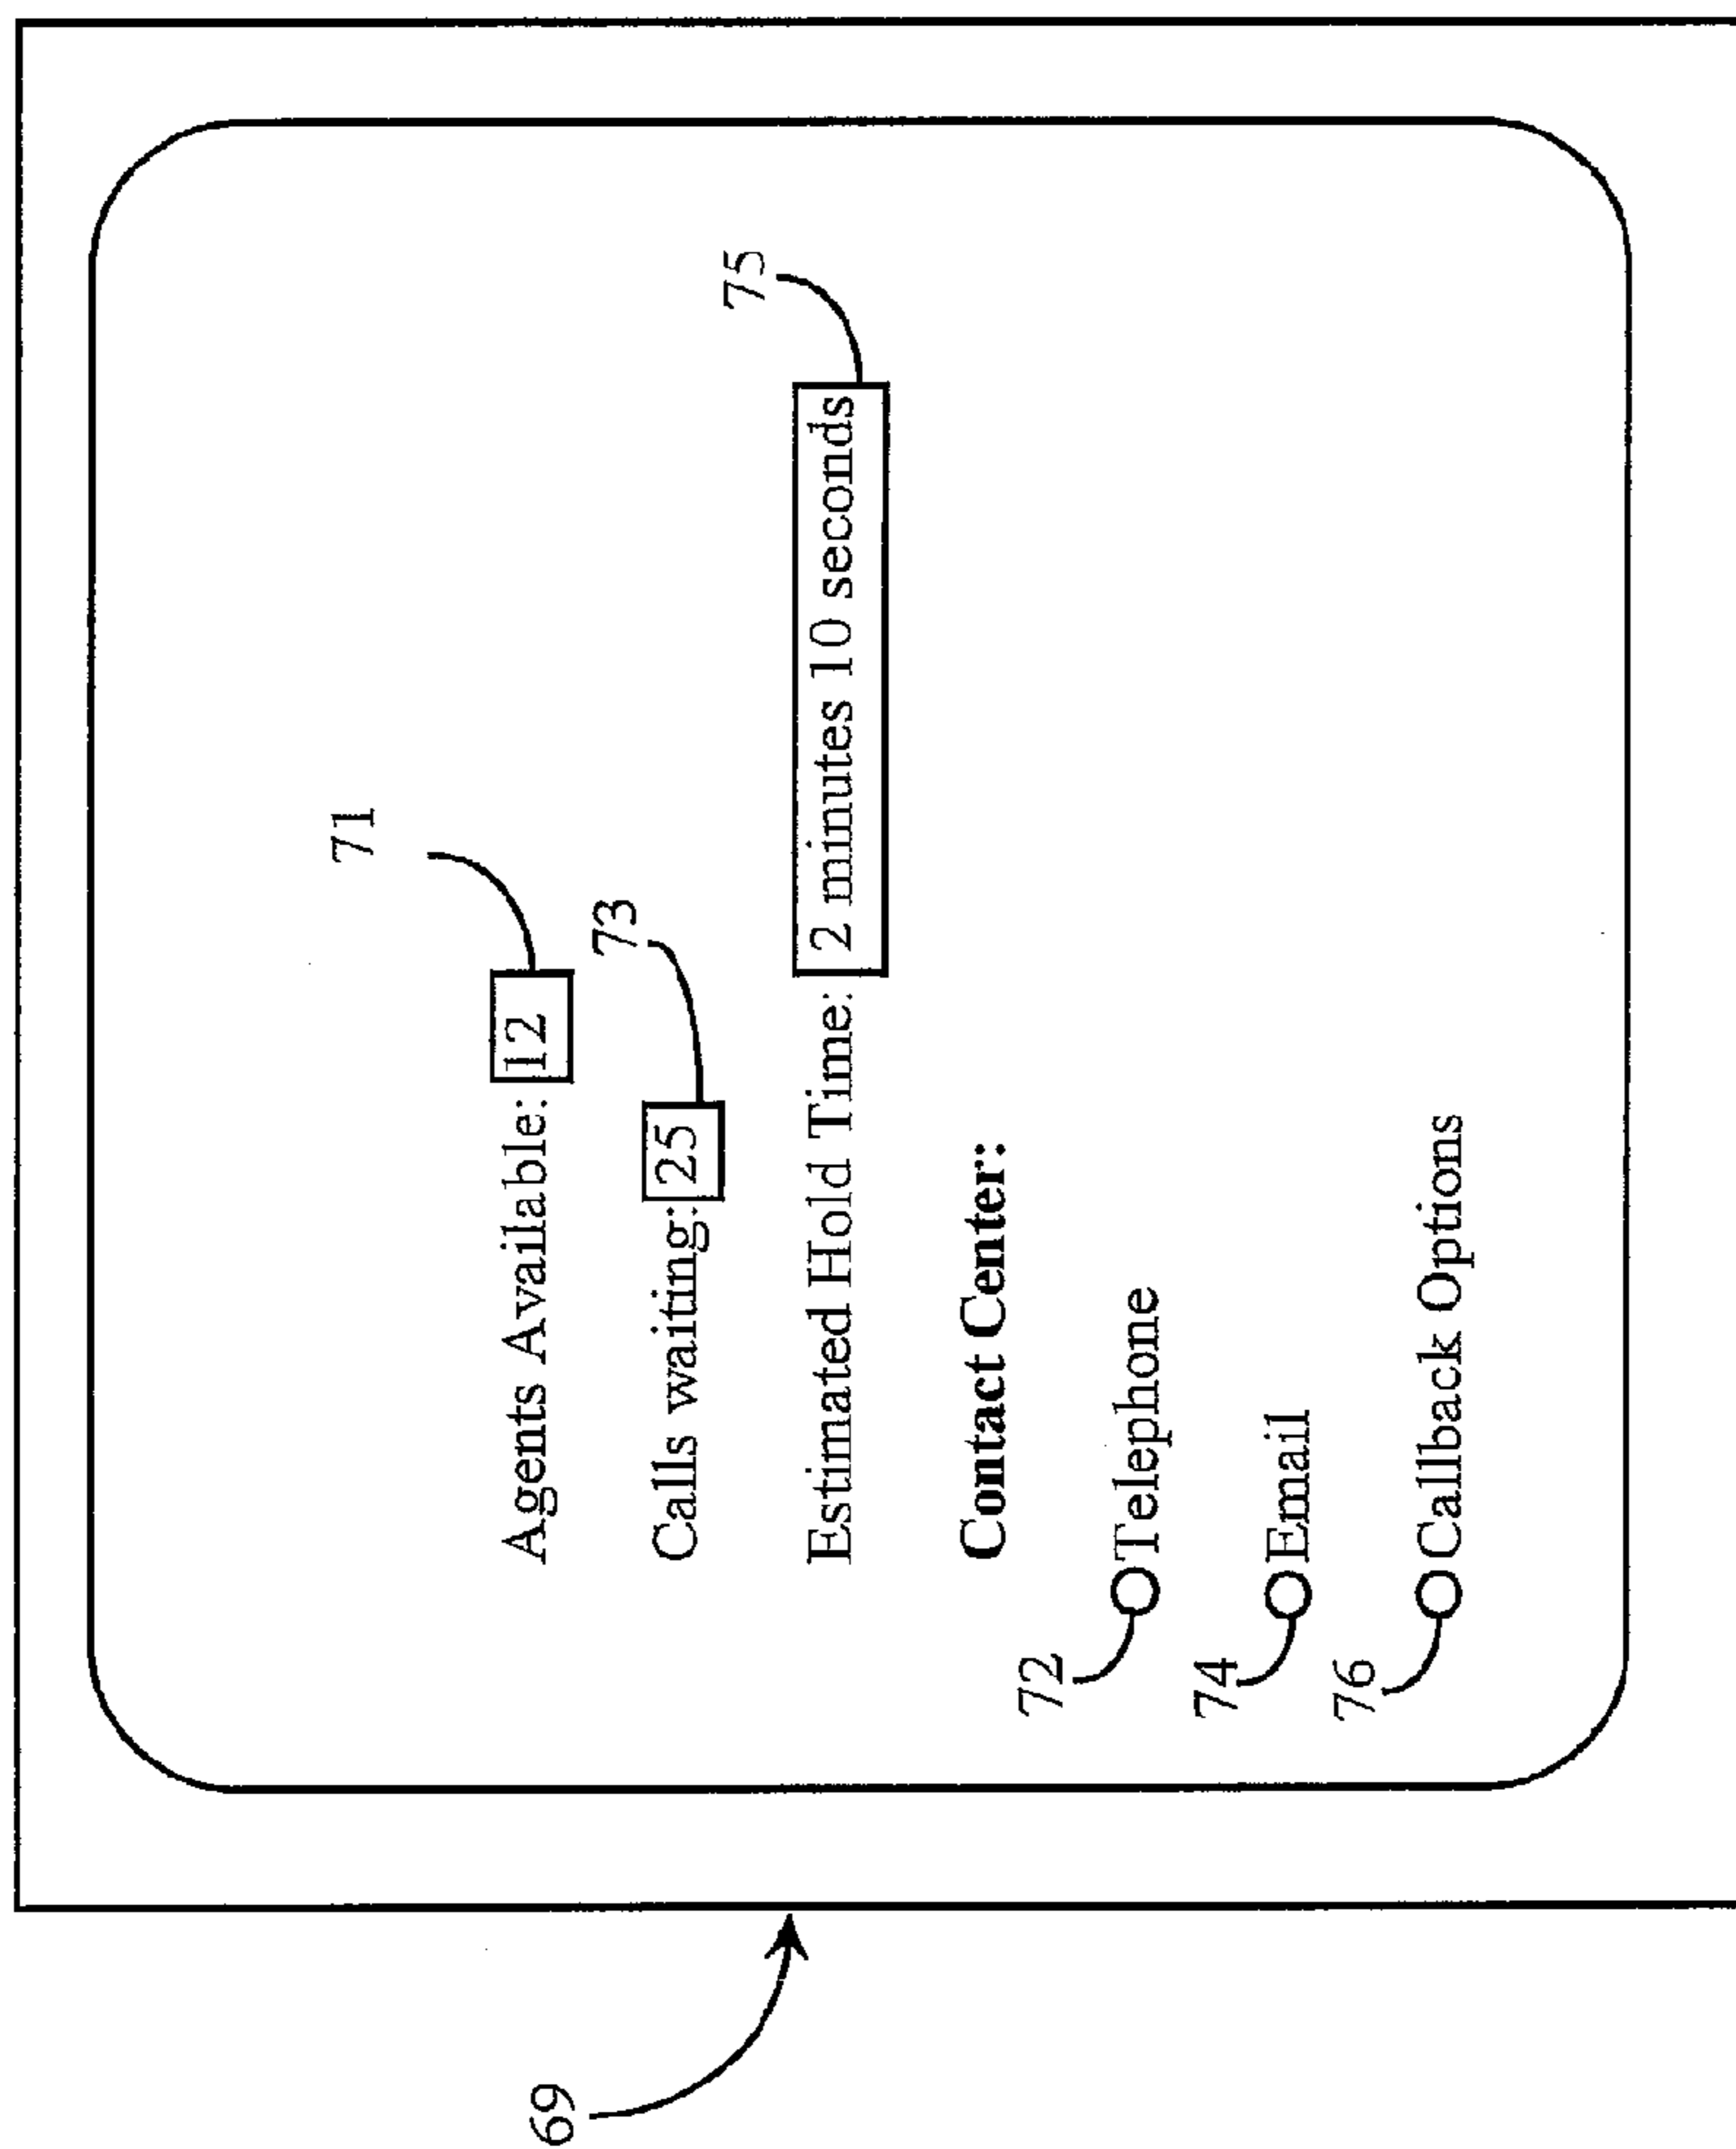 71
Agents Available: 12
73
Calls waiting: 25
75
Estimated Hold Time: 2 minutes 10 seconds
69
Contact Center:
72
Telephone
74
Email
76
Callback Options